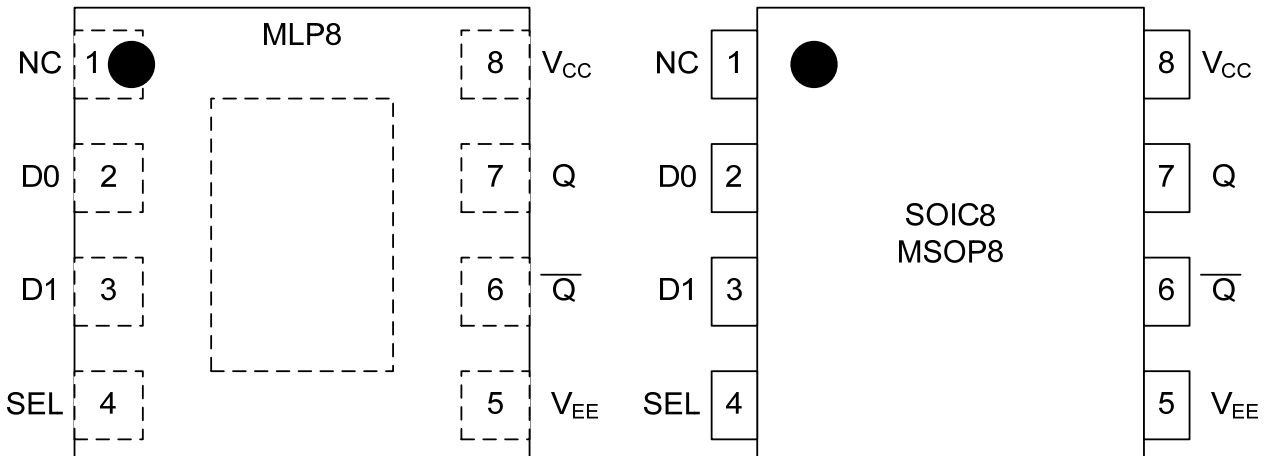 MLP8
NC 1 8 VCC
D0 2 7 Q
D1 3 6 Q̅
SEL 4 5 VEE
NC 1 8 VCC
D0 2 7 Q
SOIC8
MSOP8
D1 3 6 Q̅
SEL 4 5 VEE